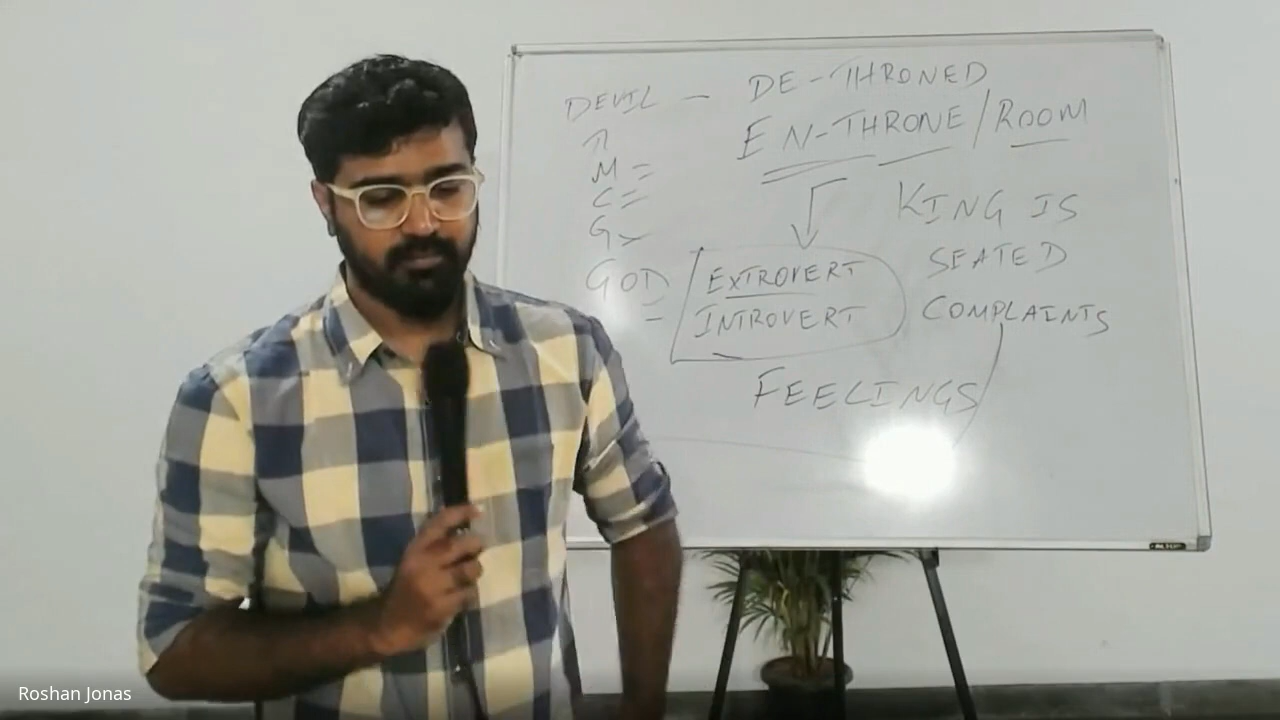 DEVIL – DE-THRONED
EN-THRONE/ROOM
M =
C =
G –
KING IS
SEATED
GOD
EXTROVERT
INTROVERT
COMPLAINTS
FEELINGS
Roshan Jonas